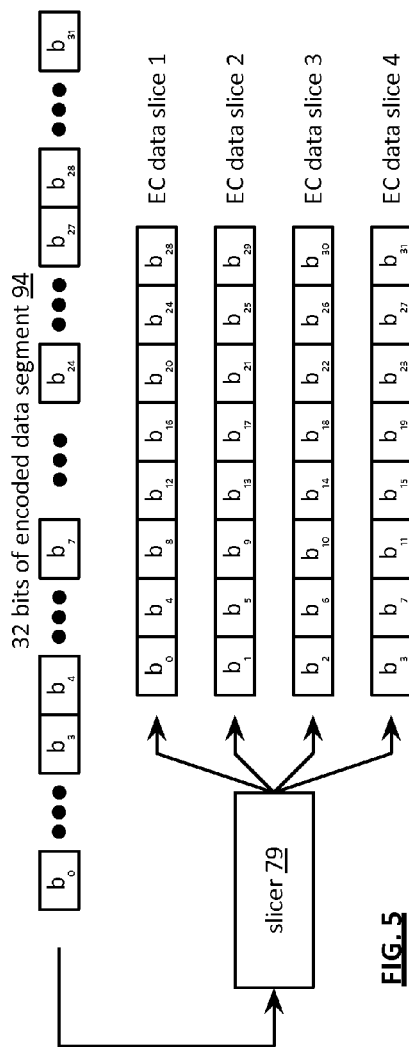 32 bits of encoded data segment 94
b0 ●●● b3 b4 ●●● b7 ●●● b24 ●●● b27 b28 ●●● b31
slicer 79
b0 b4 b8 b12 b16 b20 b24 b28 EC data slice 1
b1 b5 b9 b13 b17 b21 b25 b29 EC data slice 2
b2 b6 b10 b14 b18 b22 b26 b30 EC data slice 3
b3 b7 b11 b15 b19 b23 b27 b31 EC data slice 4
FIG. 5